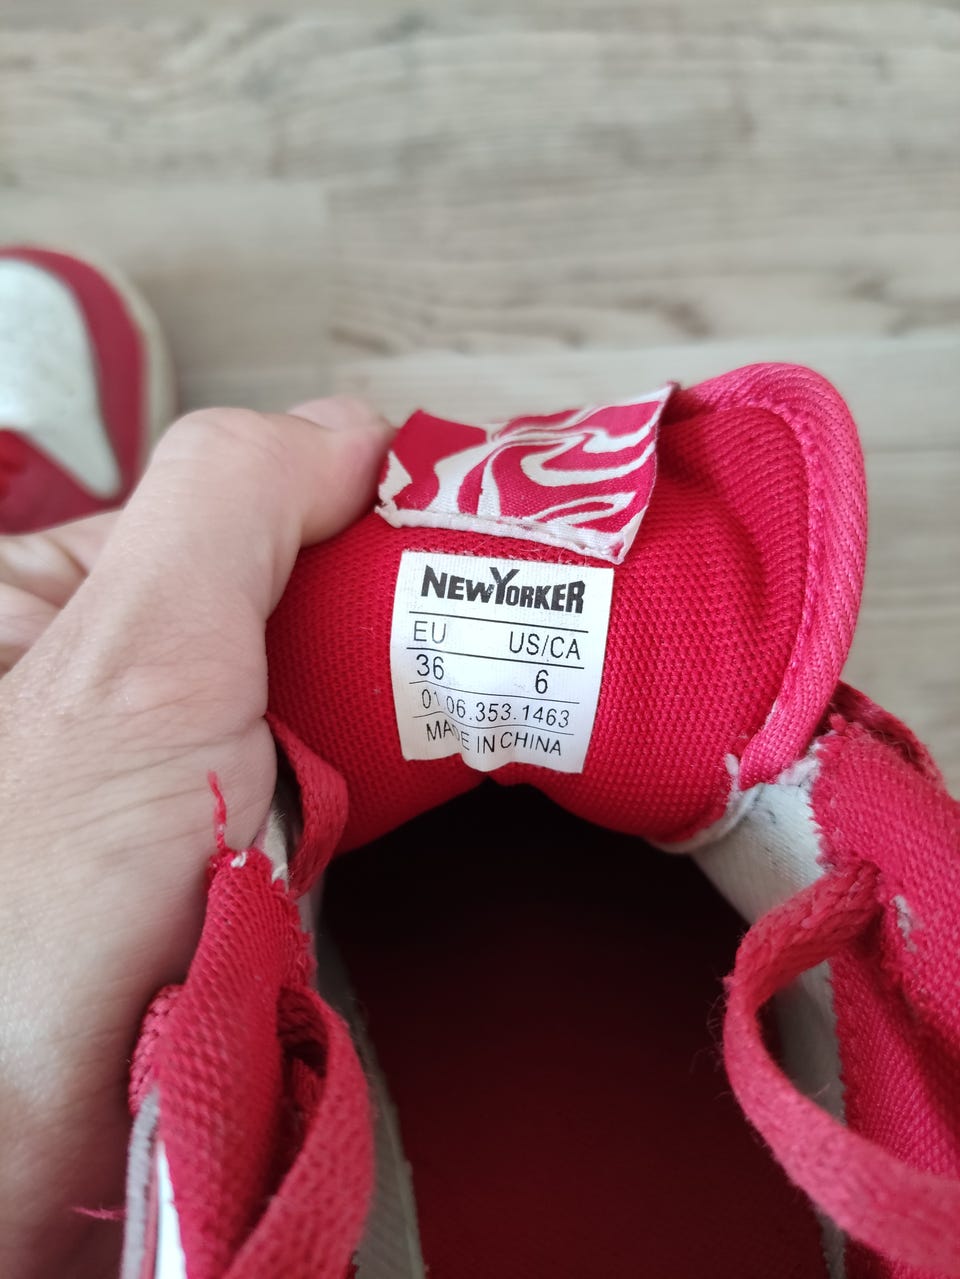 NEWYORKER
EU US/CA
36 6
01.06.353.1463
MADE IN CHINA